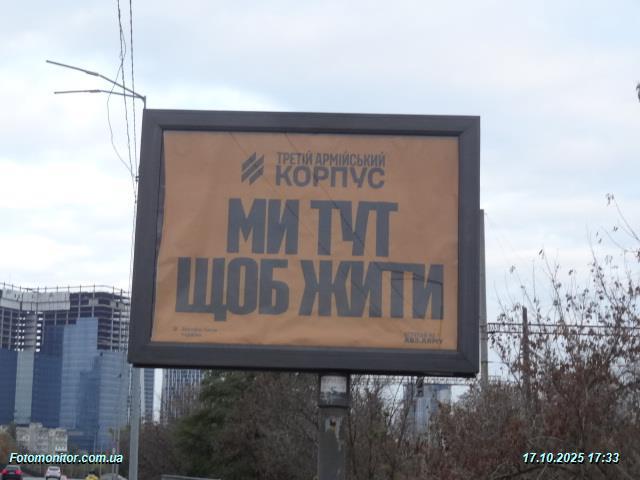 ТРЕТІЙ АРМІЙСЬКИЙ
КОРПУС
МИ ТУТ
ЩОБ ЖИТИ
Fotomonitor.com.ua
17.10.2025 17:33